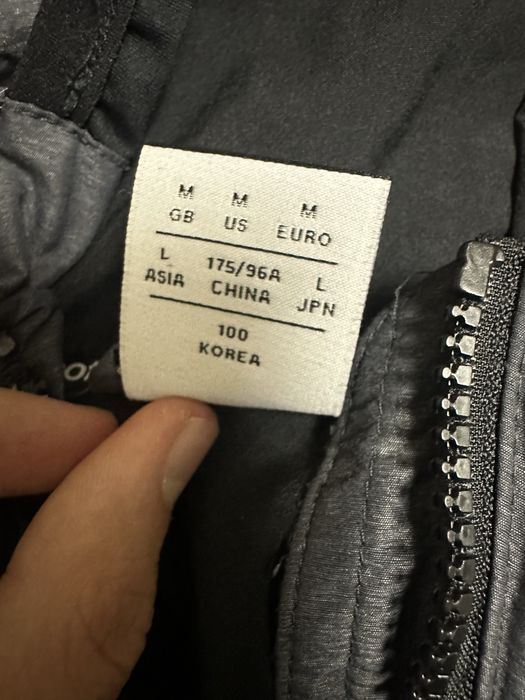 M M M
GB US EURO
L 175/96A L
ASIA CHINA JPN
100
KOREA